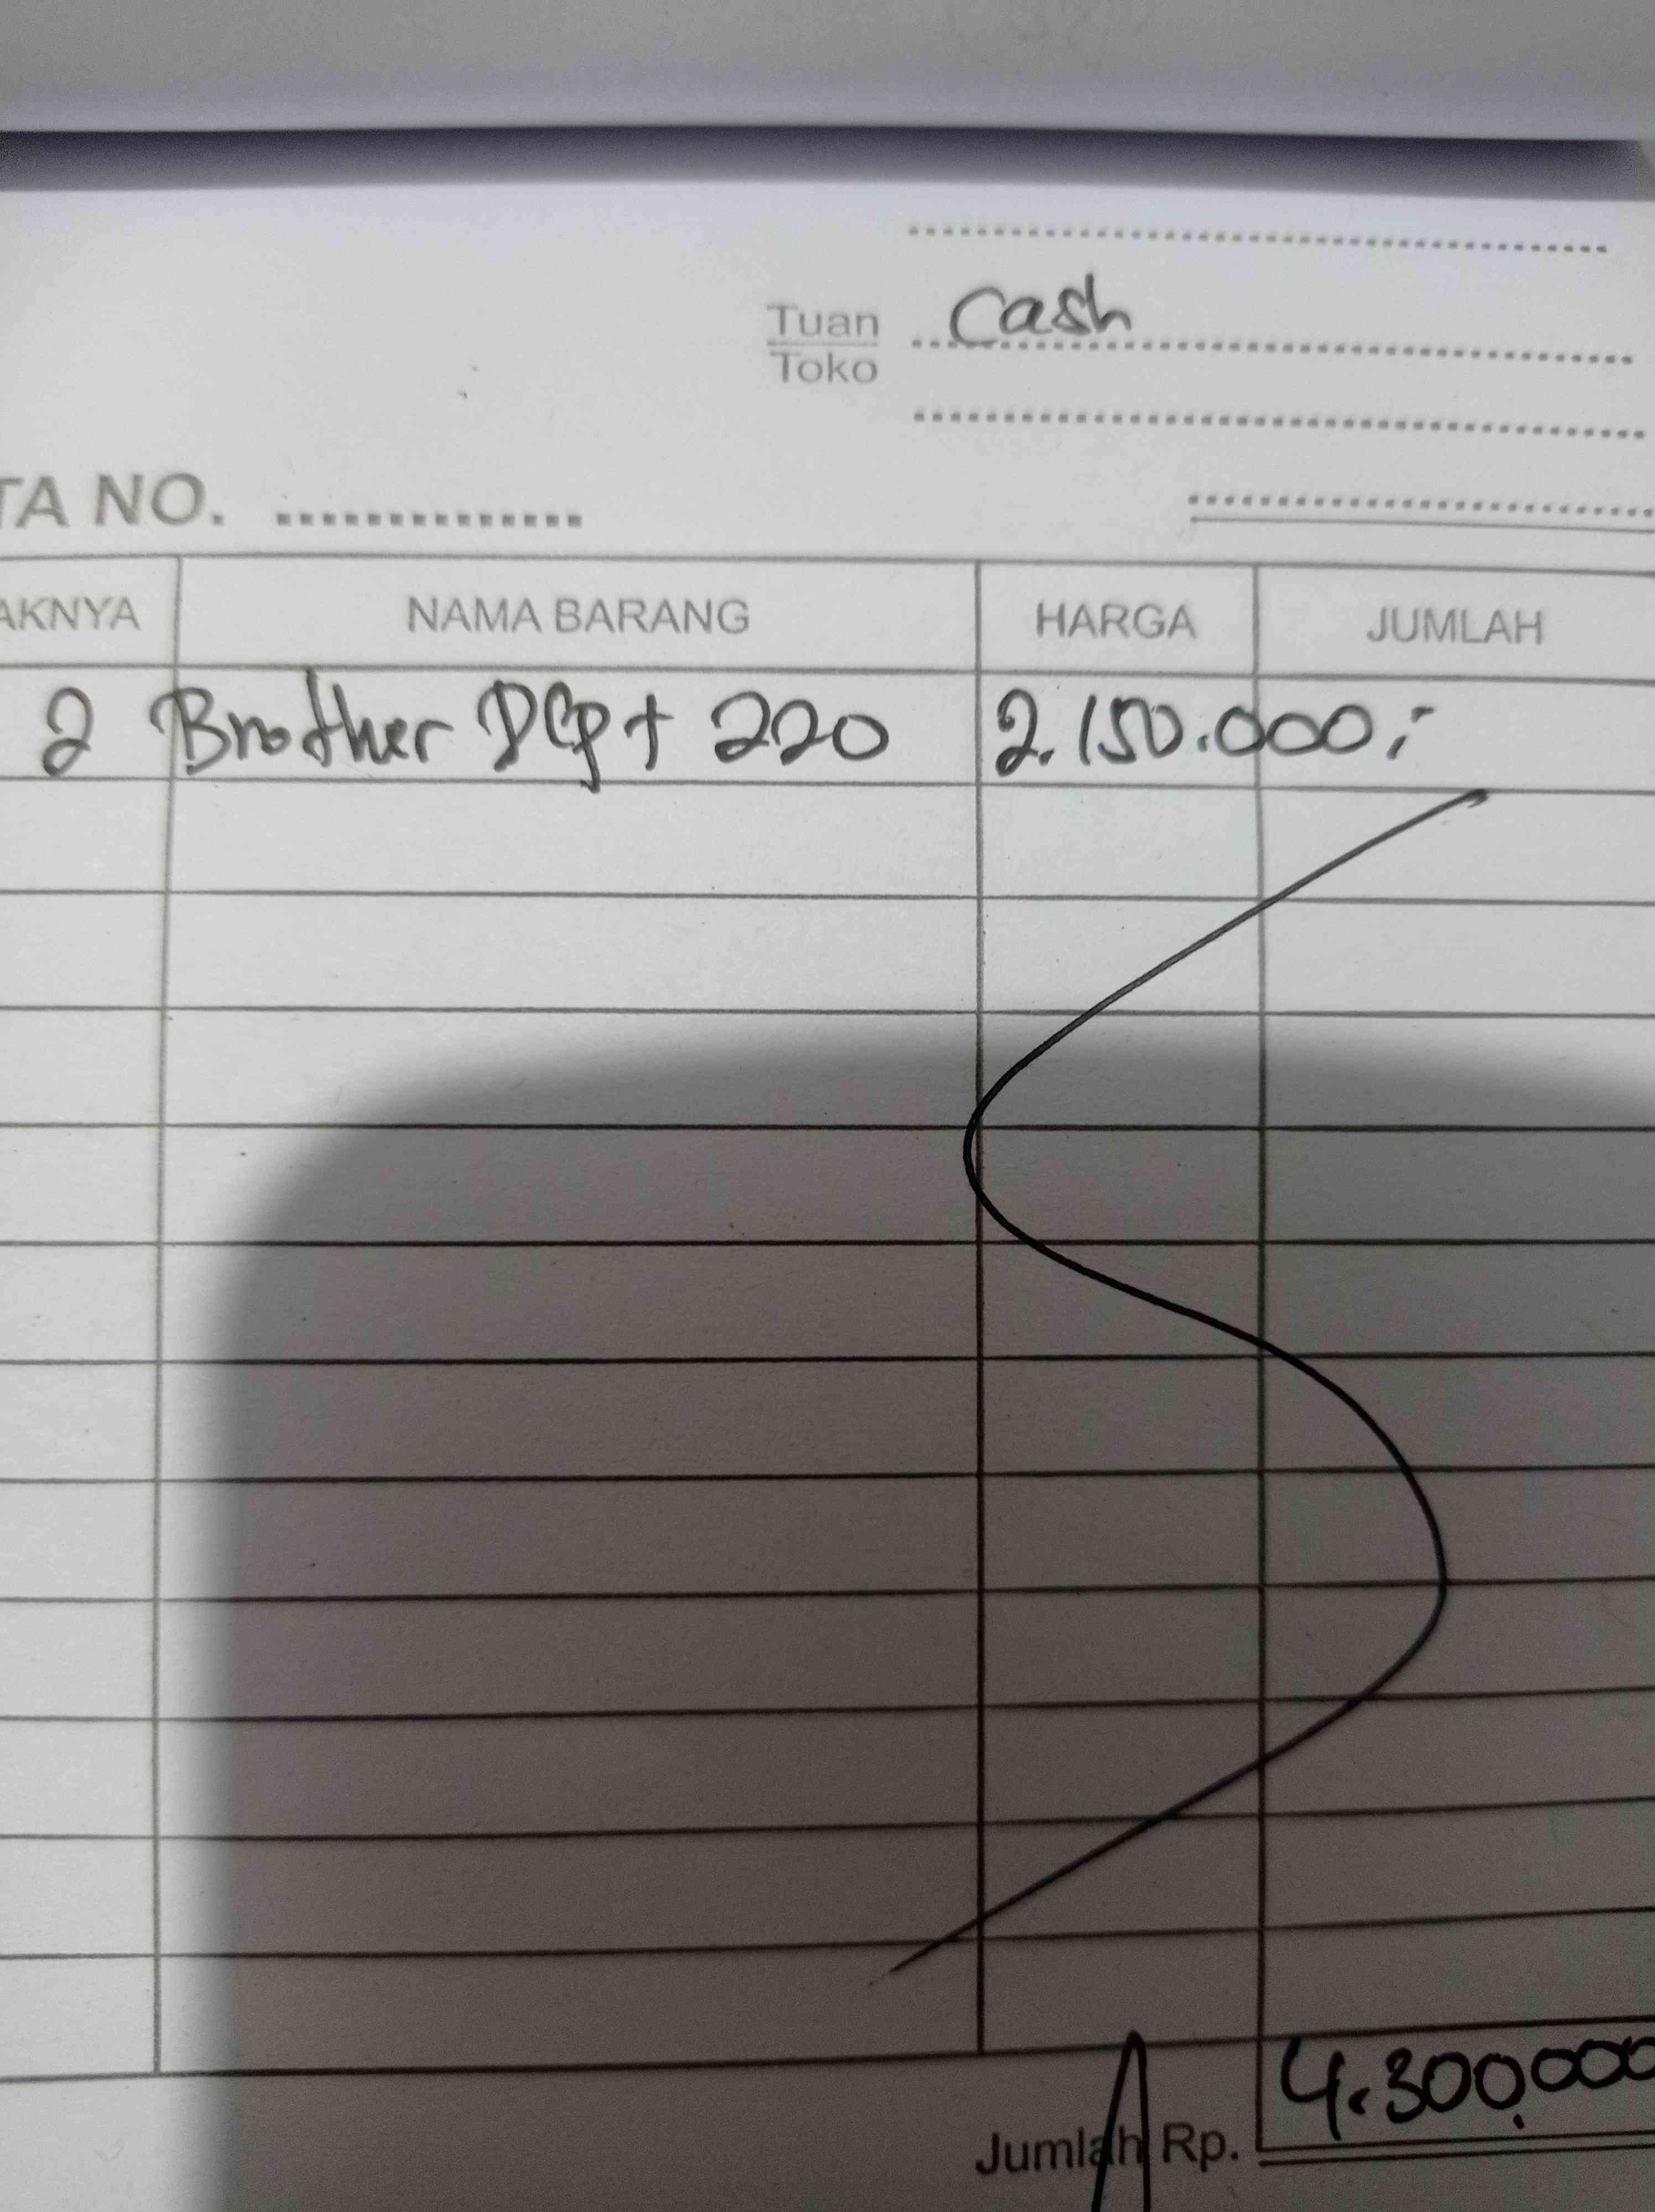 Tuan cash
Toko
TA NO.
AKNYA NAMA BARANG HARGA JUMLAH
2 Brother DCp t 220 2.150.000,-
Jumlah Rp. 4.300.000